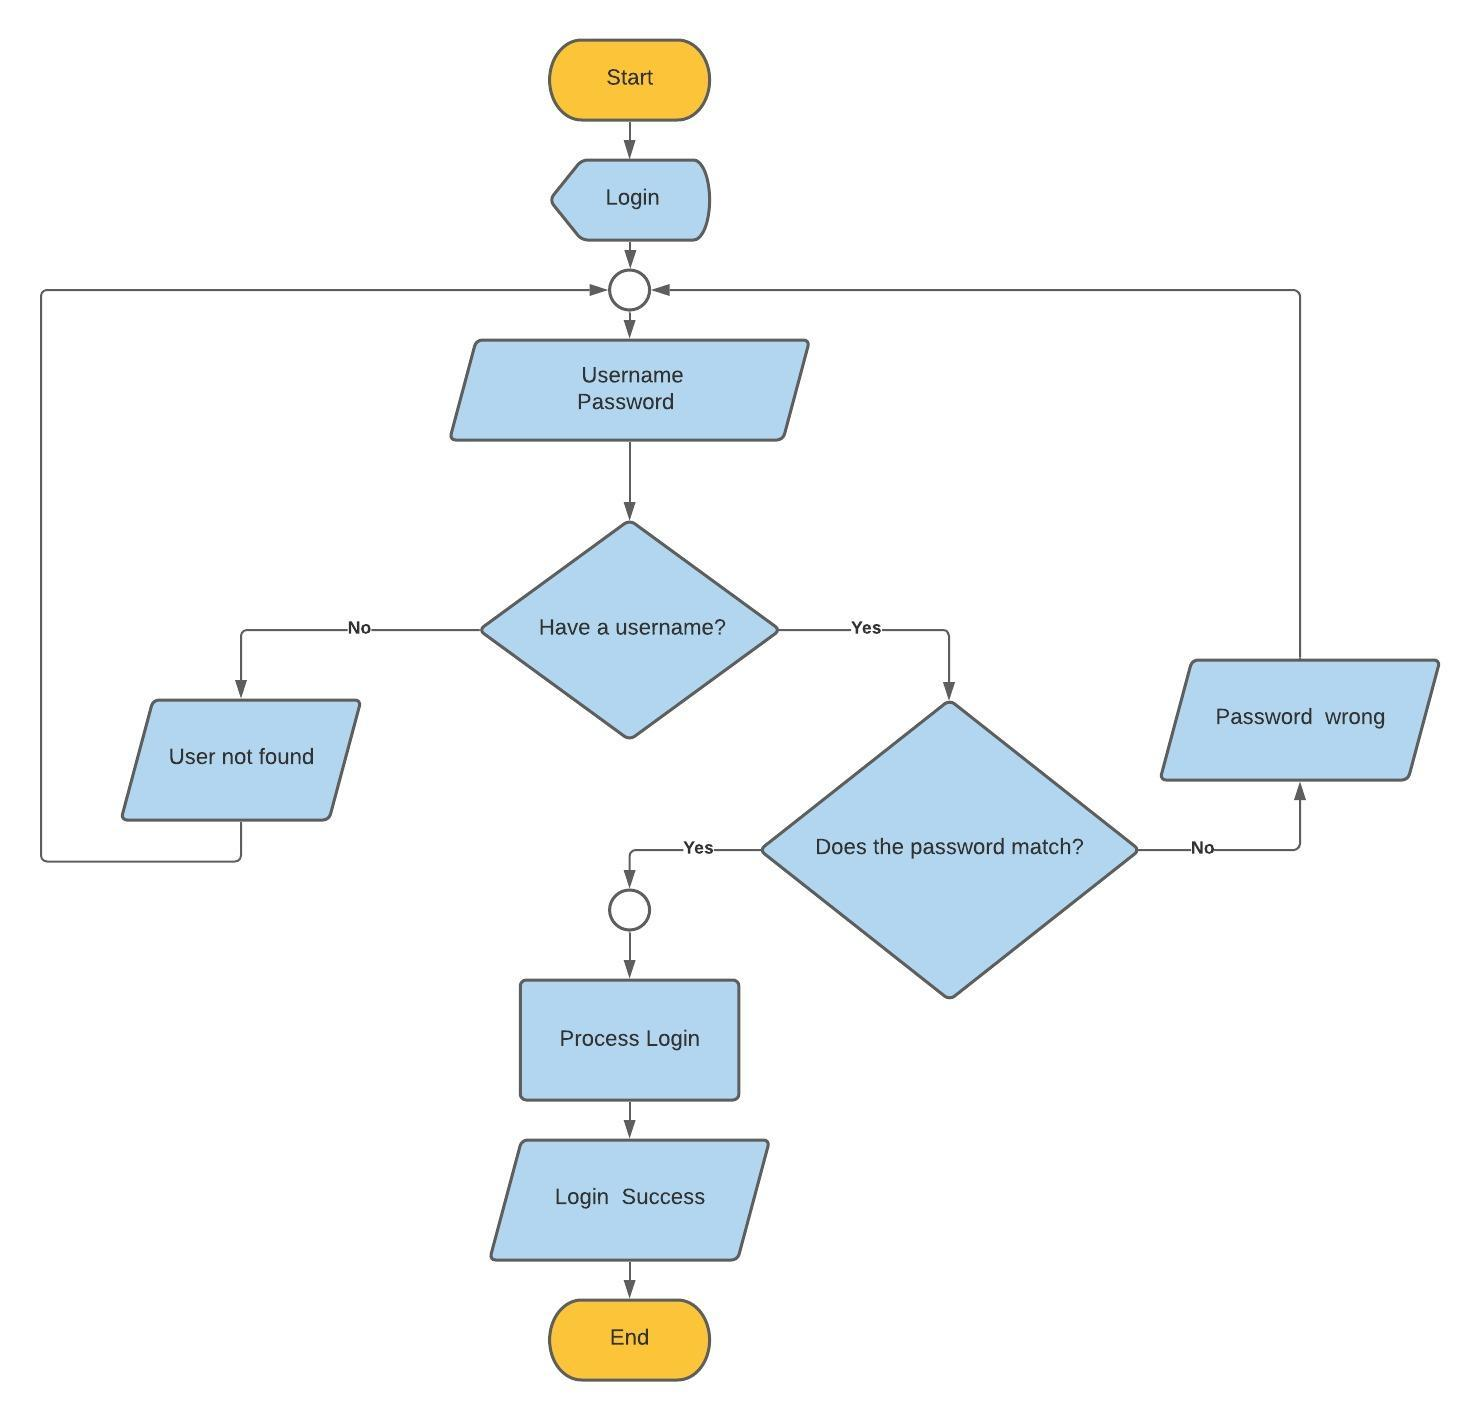 Start
Login
Username
Password
Have a username?
No
Yes
User not found
Password  wrong
Does the password match?
Yes
No
Process Login
Login  Success
End